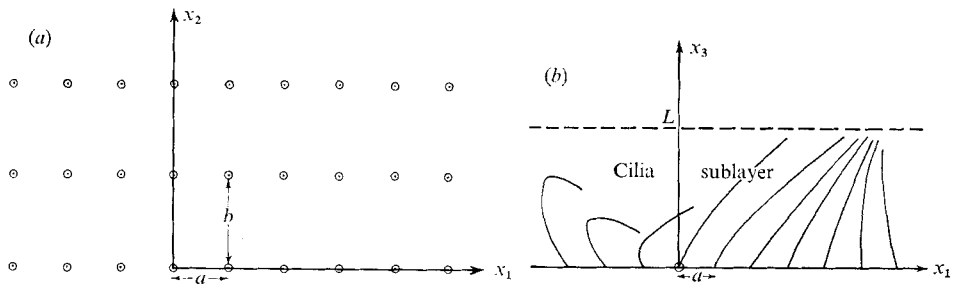 (a)
x₂
b
a
x₁
(b)
x₃
L
Cilia sublayer
a
x₁